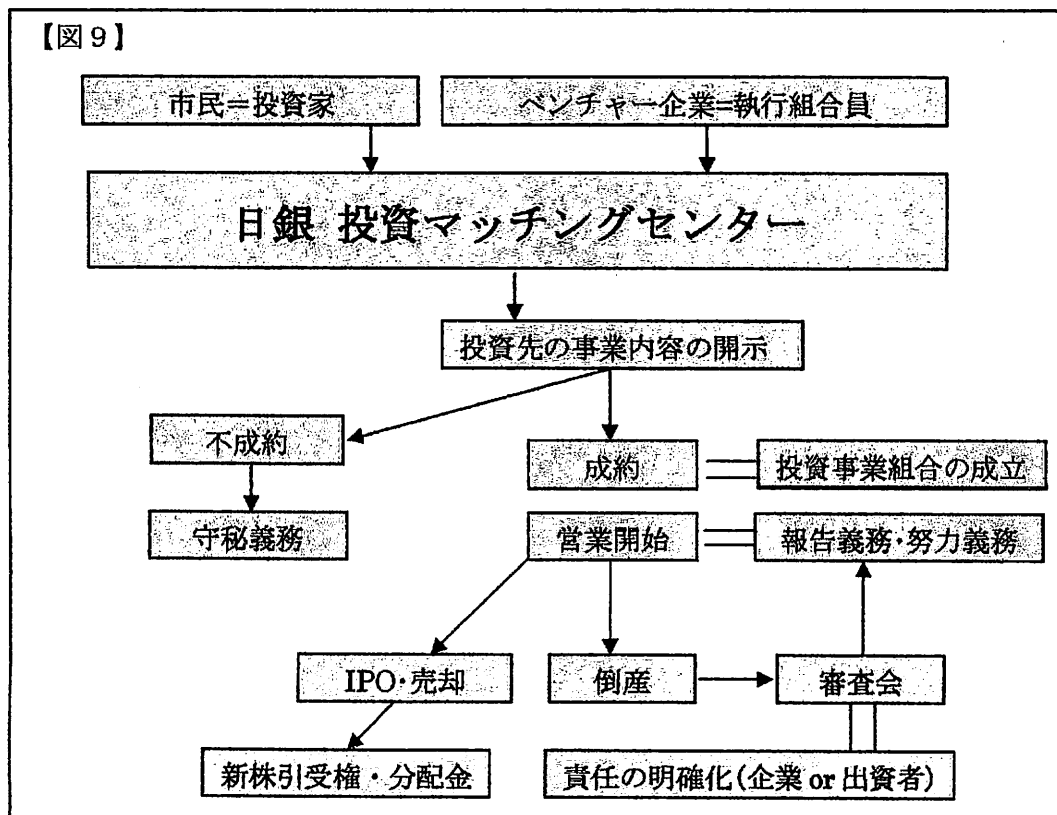 【図9】
市民=投資家
ベンチャー企業=執行組合員
日銀 投資マッチングセンター
投資先の事業内容の開示
不成約
成約
投資事業組合の成立
守秘義務
営業開始
報告義務・努力義務
IPO・売却
倒産
審査会
新株引受権・分配金
責任の明確化(企業 or 出資者)